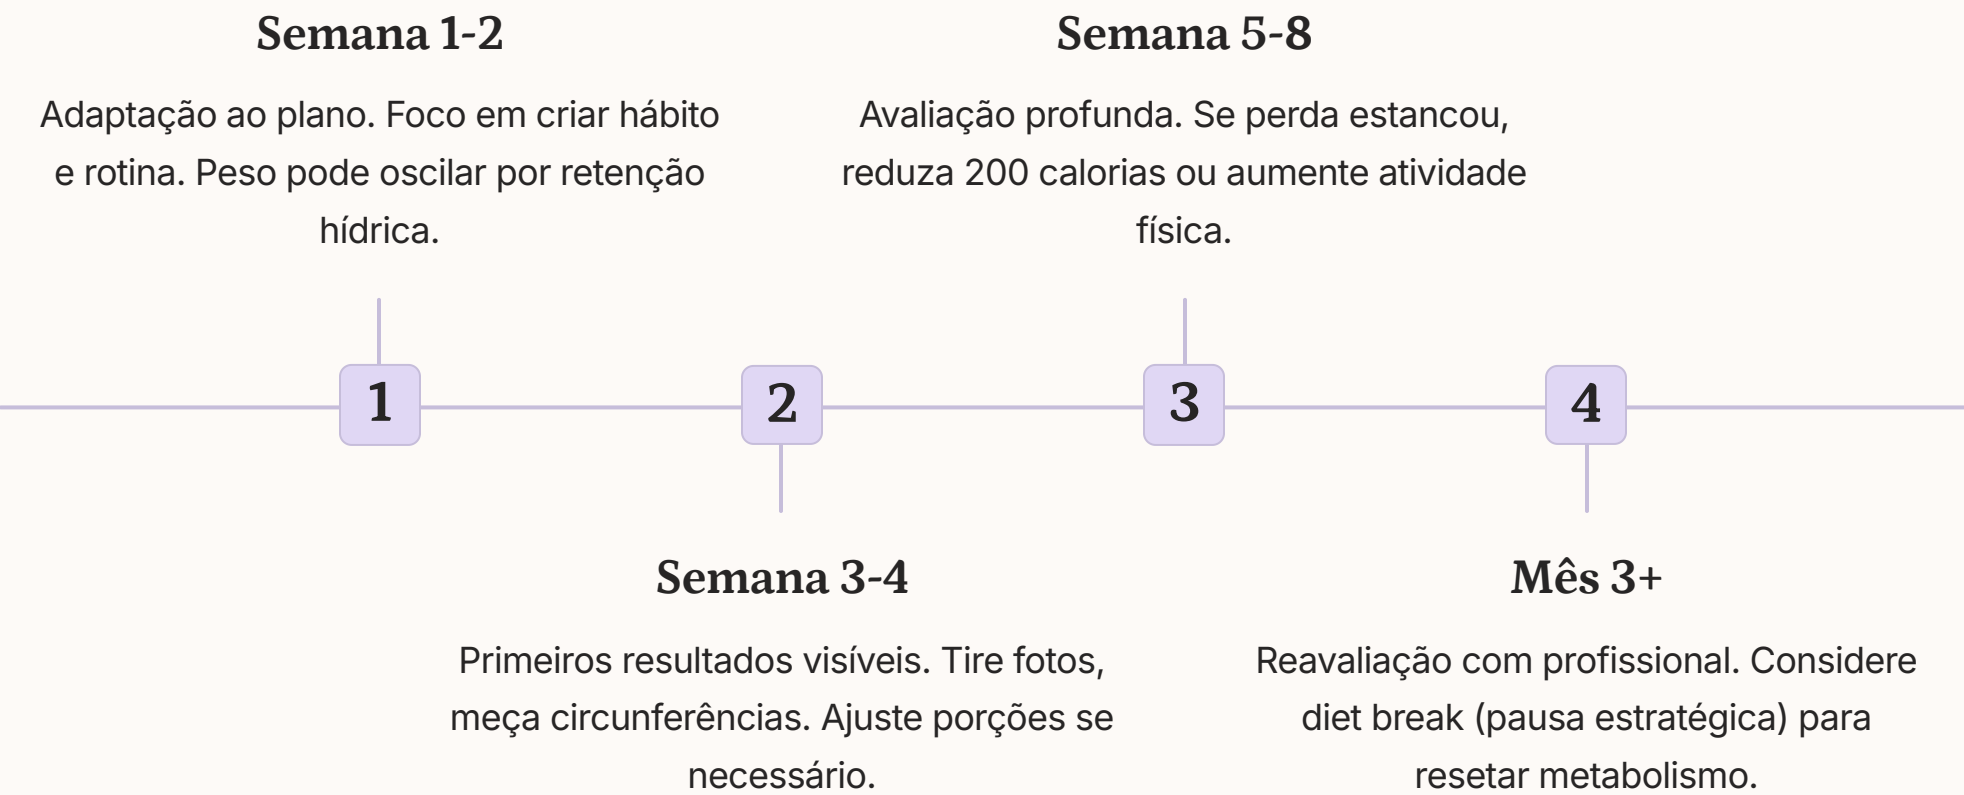 Semana 1-2
Adaptação ao plano. Foco em criar hábito
e rotina. Peso pode oscilar por retenção
hídrica.
Semana 5-8
Avaliação profunda. Se perda estancou,
reduza 200 calorias ou aumente atividade
física.
1
2
3
4
Semana 3-4
Primeiros resultados visíveis. Tire fotos,
meça circunferências. Ajuste porções se
necessário.
Mês 3+
Reavaliação com profissional. Considere
diet break (pausa estratégica) para
resetar metabolismo.